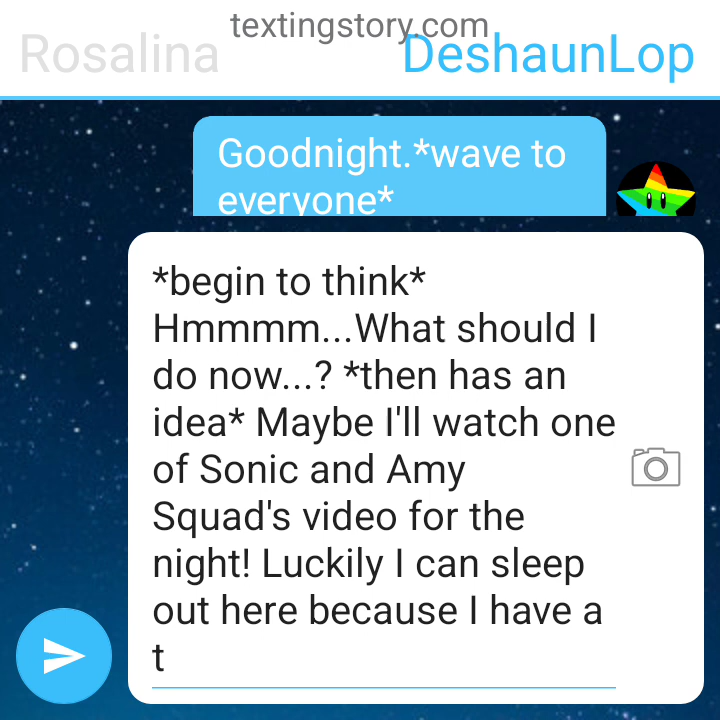 textingstory.com
Rosalina DeshaunLop
Goodnight.*wave to
everyone*
*begin to think*
Hmmmm...What should I
do now...? *then has an
idea* Maybe I'll watch one
of Sonic and Amy
Squad's video for the
night! Luckily I can sleep
out here because I have a
t